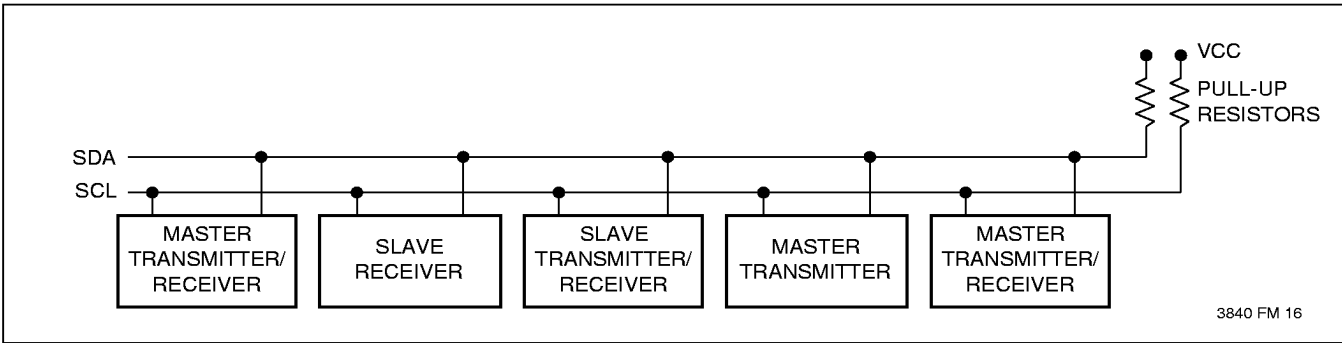 VCC
PULL-UP
RESISTORS
SDA
SCL
MASTER
TRANSMITTER/
RECEIVER
SLAVE
RECEIVER
SLAVE
TRANSMITTER/
RECEIVER
MASTER
TRANSMITTER
MASTER
TRANSMITTER/
RECEIVER
3840 FM 16